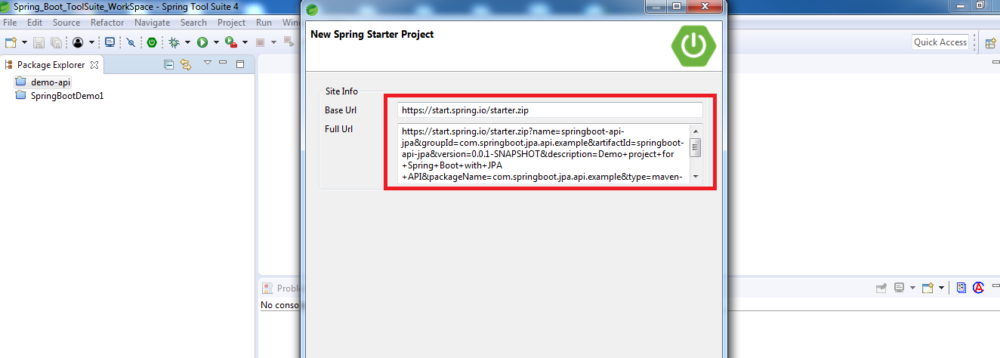 Spring_Boot_ToolSuite_WorkSpace - Spring Tool Suite 4
File Edit Source Refactor Navigate Search Project Run
Quick Access
Package Explorer
demo-api
SpringBootDemo1
New Spring Starter Project
Site Info
Base Url
https://start.spring.io/starter.zip
Full Url
https://start.spring.io/starter.zip?name=springboot-api-
jpa&groupId=com.springboot.jpa.api.example&artifactId=springboot-
api-jpa&version=0.0.1-SNAPSHOT&description=Demo+project+for
+Spring+Boot+with+JPA
+API&packageName=com.springboot.jpa.api.example&type=maven-
Proble
No conso